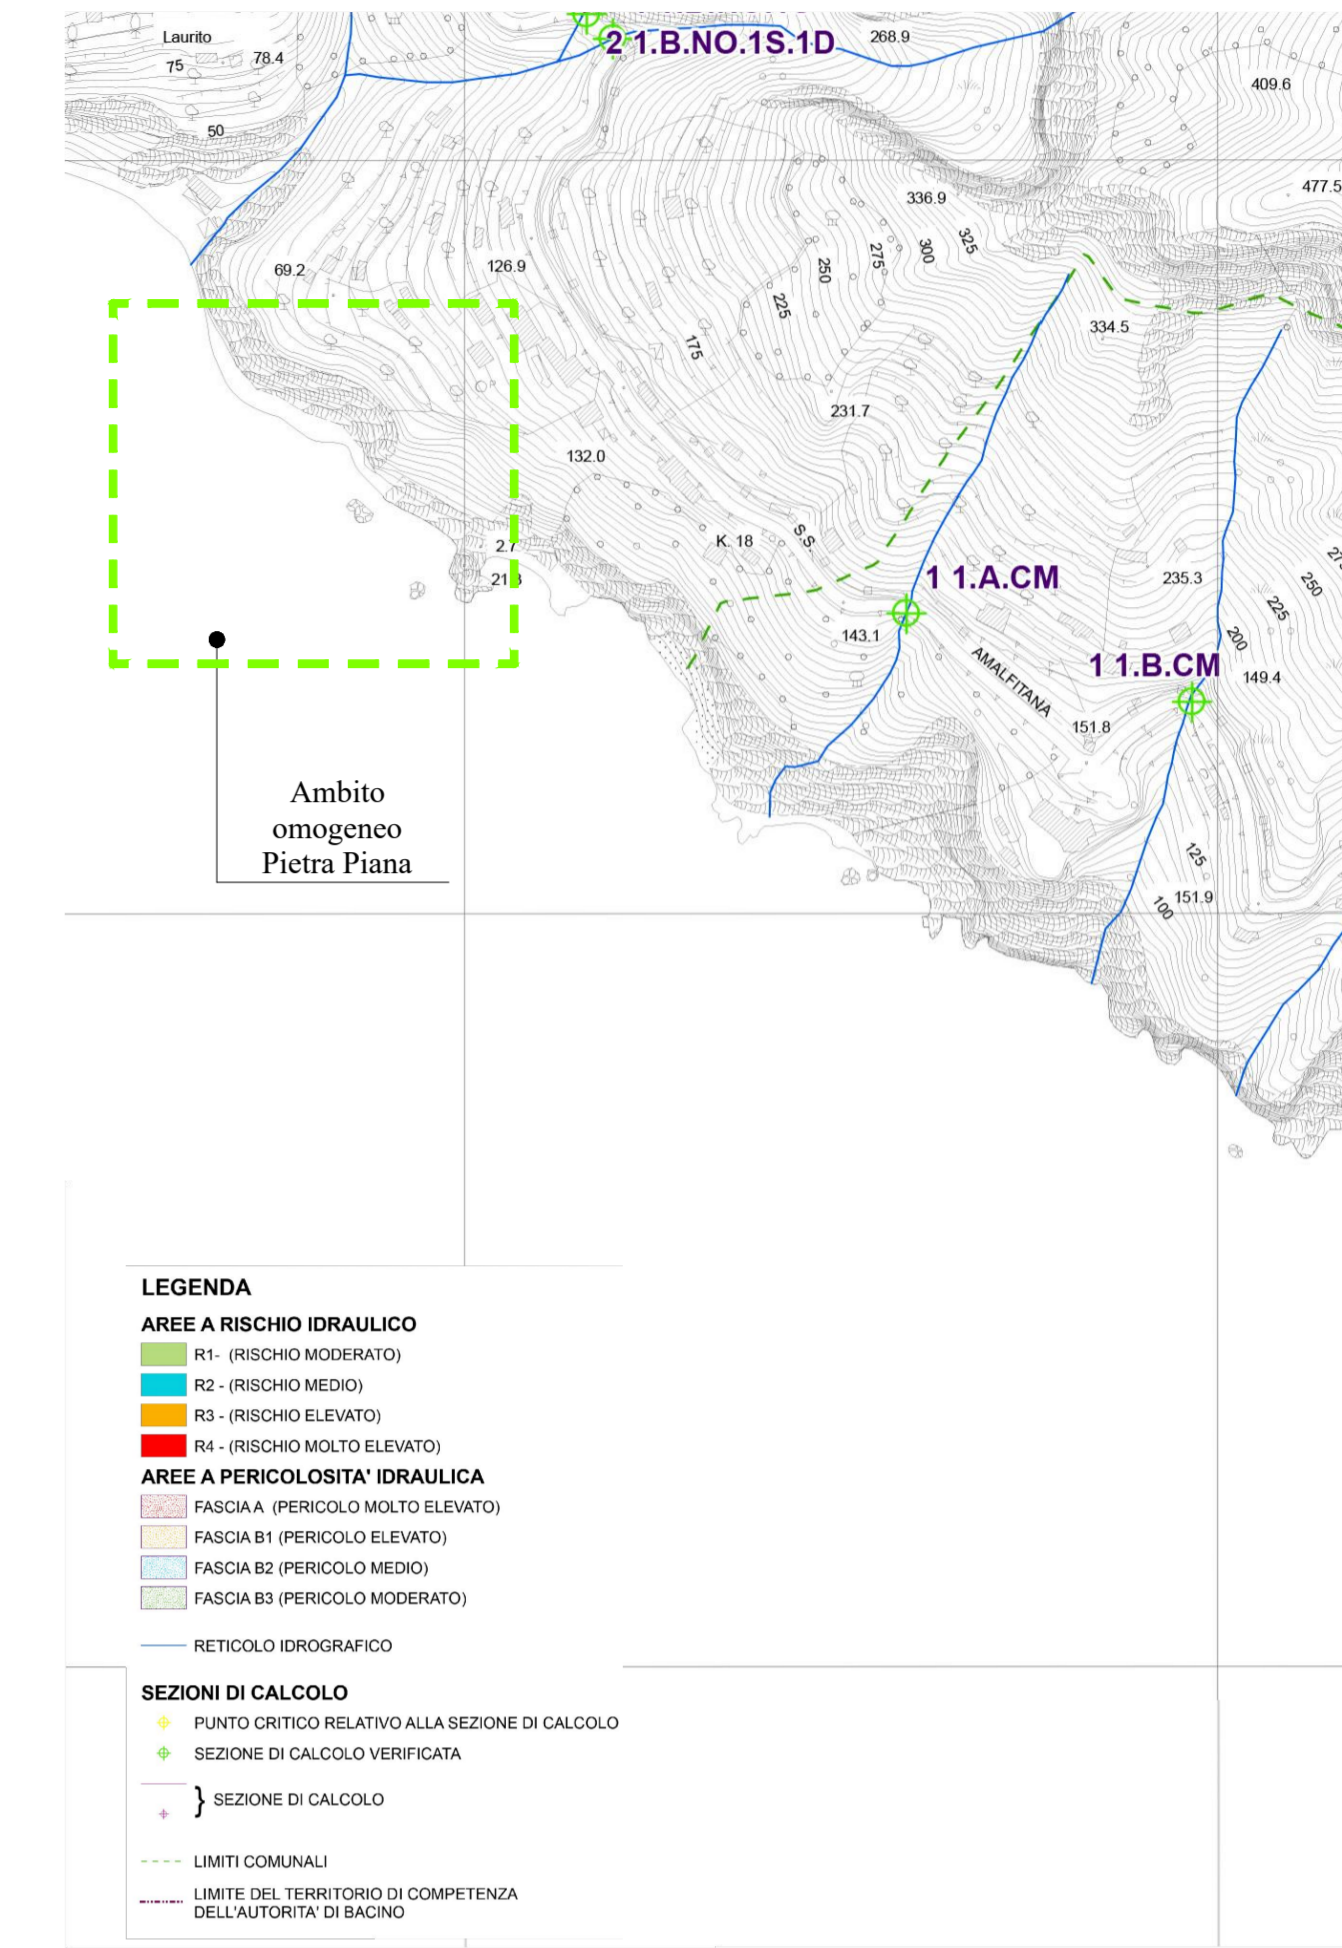 Laurito
78.4
75
50
2 1.B.NO.1S.1D
268.9
409.6
477.5
336.9
325
300
275
250
225
69.2
126.9
175
334.5
231.7
132.0
K. 18
S.S.
2.7
1 1.A.CM
143.1
AMALFITANA
235.3
250
225
200
1 1.B.CM
149.4
151.8
125
151.9
100
Ambito
omogeneo
Pietra Piana
LEGENDA
AREE A RISCHIO IDRAULICO
R1- (RISCHIO MODERATO)
R2 - (RISCHIO MEDIO)
R3 - (RISCHIO ELEVATO)
R4 - (RISCHIO MOLTO ELEVATO)
AREE A PERICOLOSITA' IDRAULICA
FASCIA A (PERICOLO MOLTO ELEVATO)
FASCIA B1 (PERICOLO ELEVATO)
FASCIA B2 (PERICOLO MEDIO)
FASCIA B3 (PERICOLO MODERATO)
RETICOLO IDROGRAFICO
SEZIONI DI CALCOLO
PUNTO CRITICO RELATIVO ALLA SEZIONE DI CALCOLO
SEZIONE DI CALCOLO VERIFICATA
} SEZIONE DI CALCOLO
LIMITI COMUNALI
LIMITE DEL TERRITORIO DI COMPETENZA
DELL'AUTORITA' DI BACINO